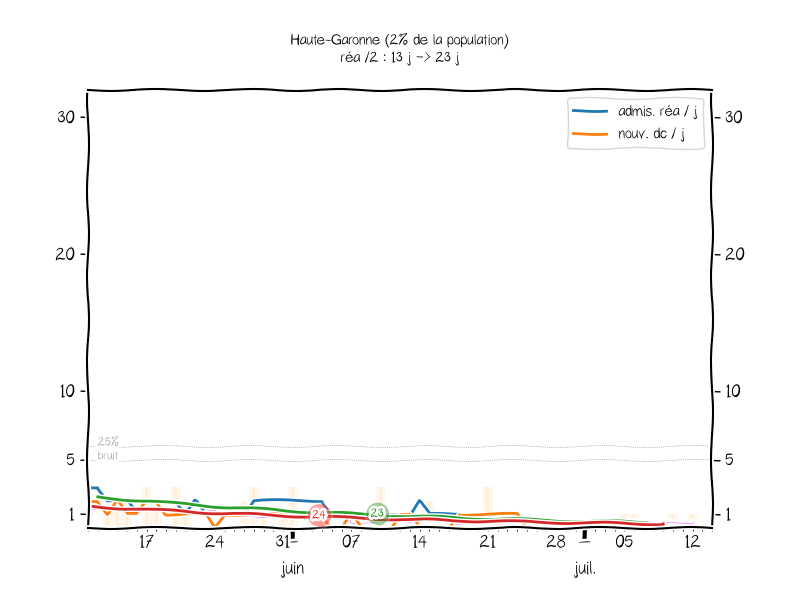 Haute-Garonne (2% de la population)
réa /2 : 13 j -> 23 j
admis. réa / j
nouv. dc / j
30 30
20 20
10 10
25%
bruit
5 5
24 23
1 1
17 24 31 07 14 21 28 05 12
juin juil.